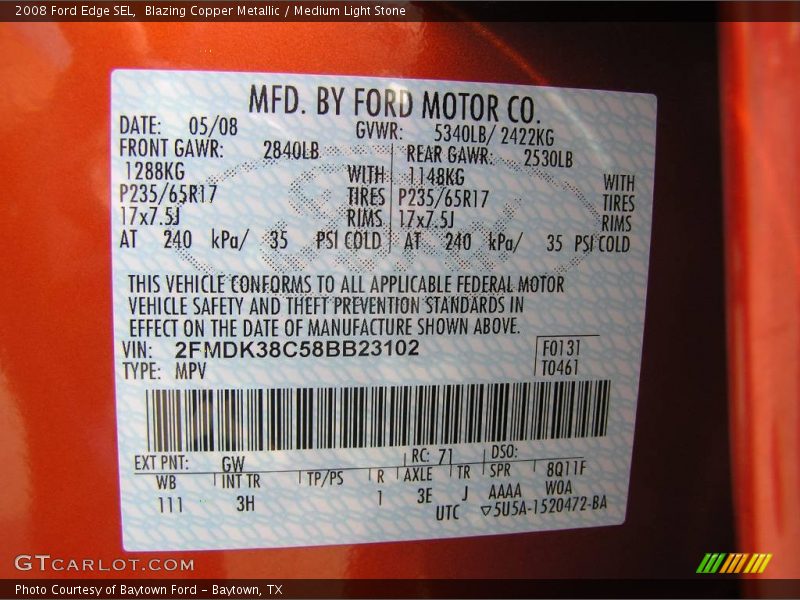 2008 Ford Edge SEL,  Blazing Copper Metallic / Medium Light Stone
MFD. BY FORD MOTOR CO.
DATE: 05/08 GVWR: 5340LB/ 2422KG
FRONT GAWR: 2840LB REAR GAWR: 2530LB
1288KG WITH 1148KG WITH
P235/65R17 TIRES P235/65R17 TIRES
17x7.5J RIMS 17x7.5J RIMS
AT 240 kPa/ 35 PSI COLD AT 240 kPa/ 35 PSI COLD
THIS VEHICLE CONFORMS TO ALL APPLICABLE FEDERAL MOTOR
VEHICLE SAFETY AND THEFT PREVENTION STANDARDS IN
EFFECT ON THE DATE OF MANUFACTURE SHOWN ABOVE.
VIN: 2FMDK38C58BB23102 F0131
TYPE: MPV T0461
EXT PNT: GW RC: 71 DSO:
WB INT TR TP/PS R AXLE TR SPR 8Q11F
111 3H 1 3E J AAAA W0A
UTC ▽5U5A-1520472-BA
GTCARLOT.COM
Photo Courtesy of Baytown Ford - Baytown, TX